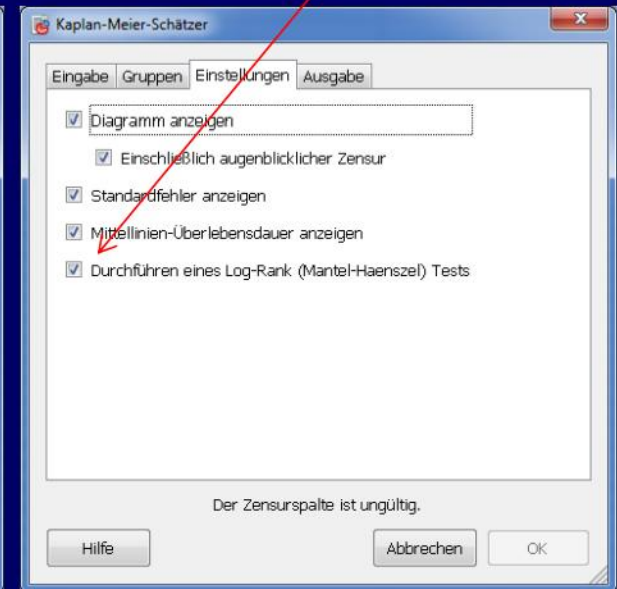 Kaplan-Meier-Schätzer
Eingabe Gruppen Einstellungen Ausgabe
Diagramm anzeigen
Einschließlich augenblicklicher Zensur
Standardfehler anzeigen
Mittellinien-Überlebensdauer anzeigen
Durchführen eines Log-Rank (Mantel-Haenszel) Tests
Der Zensurspalte ist ungültig.
Hilfe Abbrechen OK